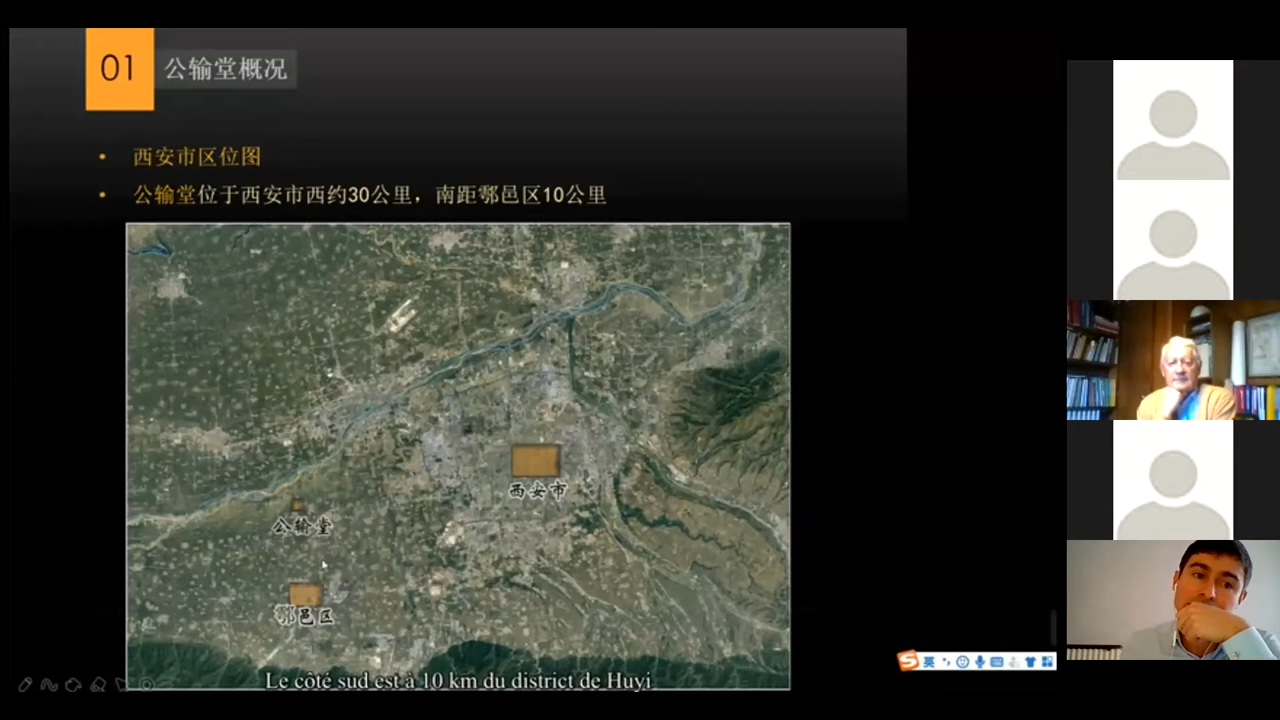 01
公输堂概况
• 西安市区位图
• 公输堂位于西安市西约30公里，南距鄠邑区10公里
西安市
公输堂
鄠邑区
Le côté sud est à 10 km du district de Huyi
英